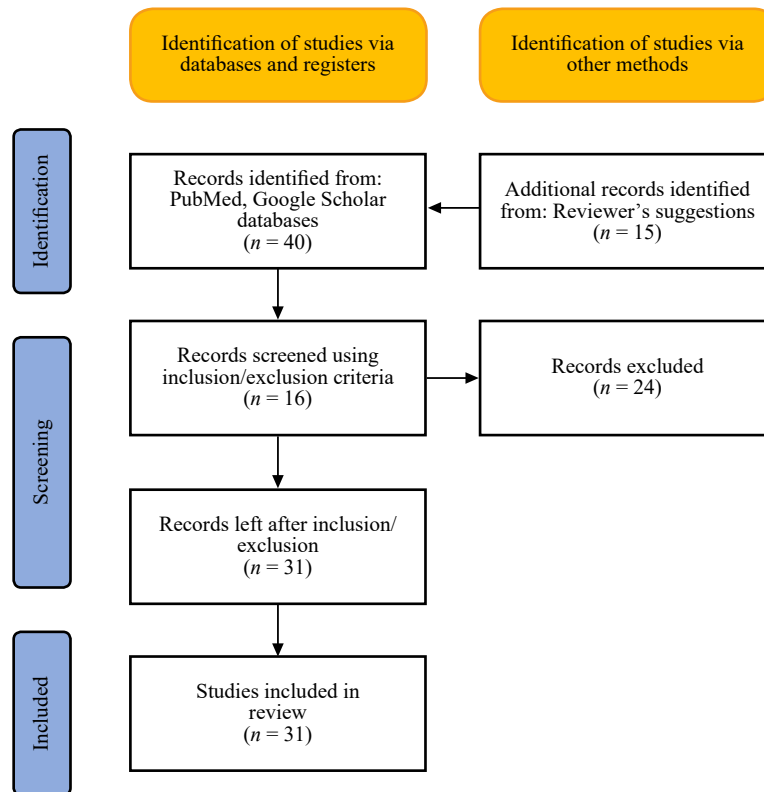 Identification of studies via
databases and registers
Identification of studies via
other methods
Identification
Records identified from:
PubMed, Google Scholar
databases
(n = 40)
Additional records identified
from: Reviewer’s suggestions
(n = 15)
Screening
Records screened using
inclusion/exclusion criteria
(n = 16)
Records excluded
(n = 24)
Records left after inclusion/
exclusion
(n = 31)
Included
Studies included in
review
(n = 31)